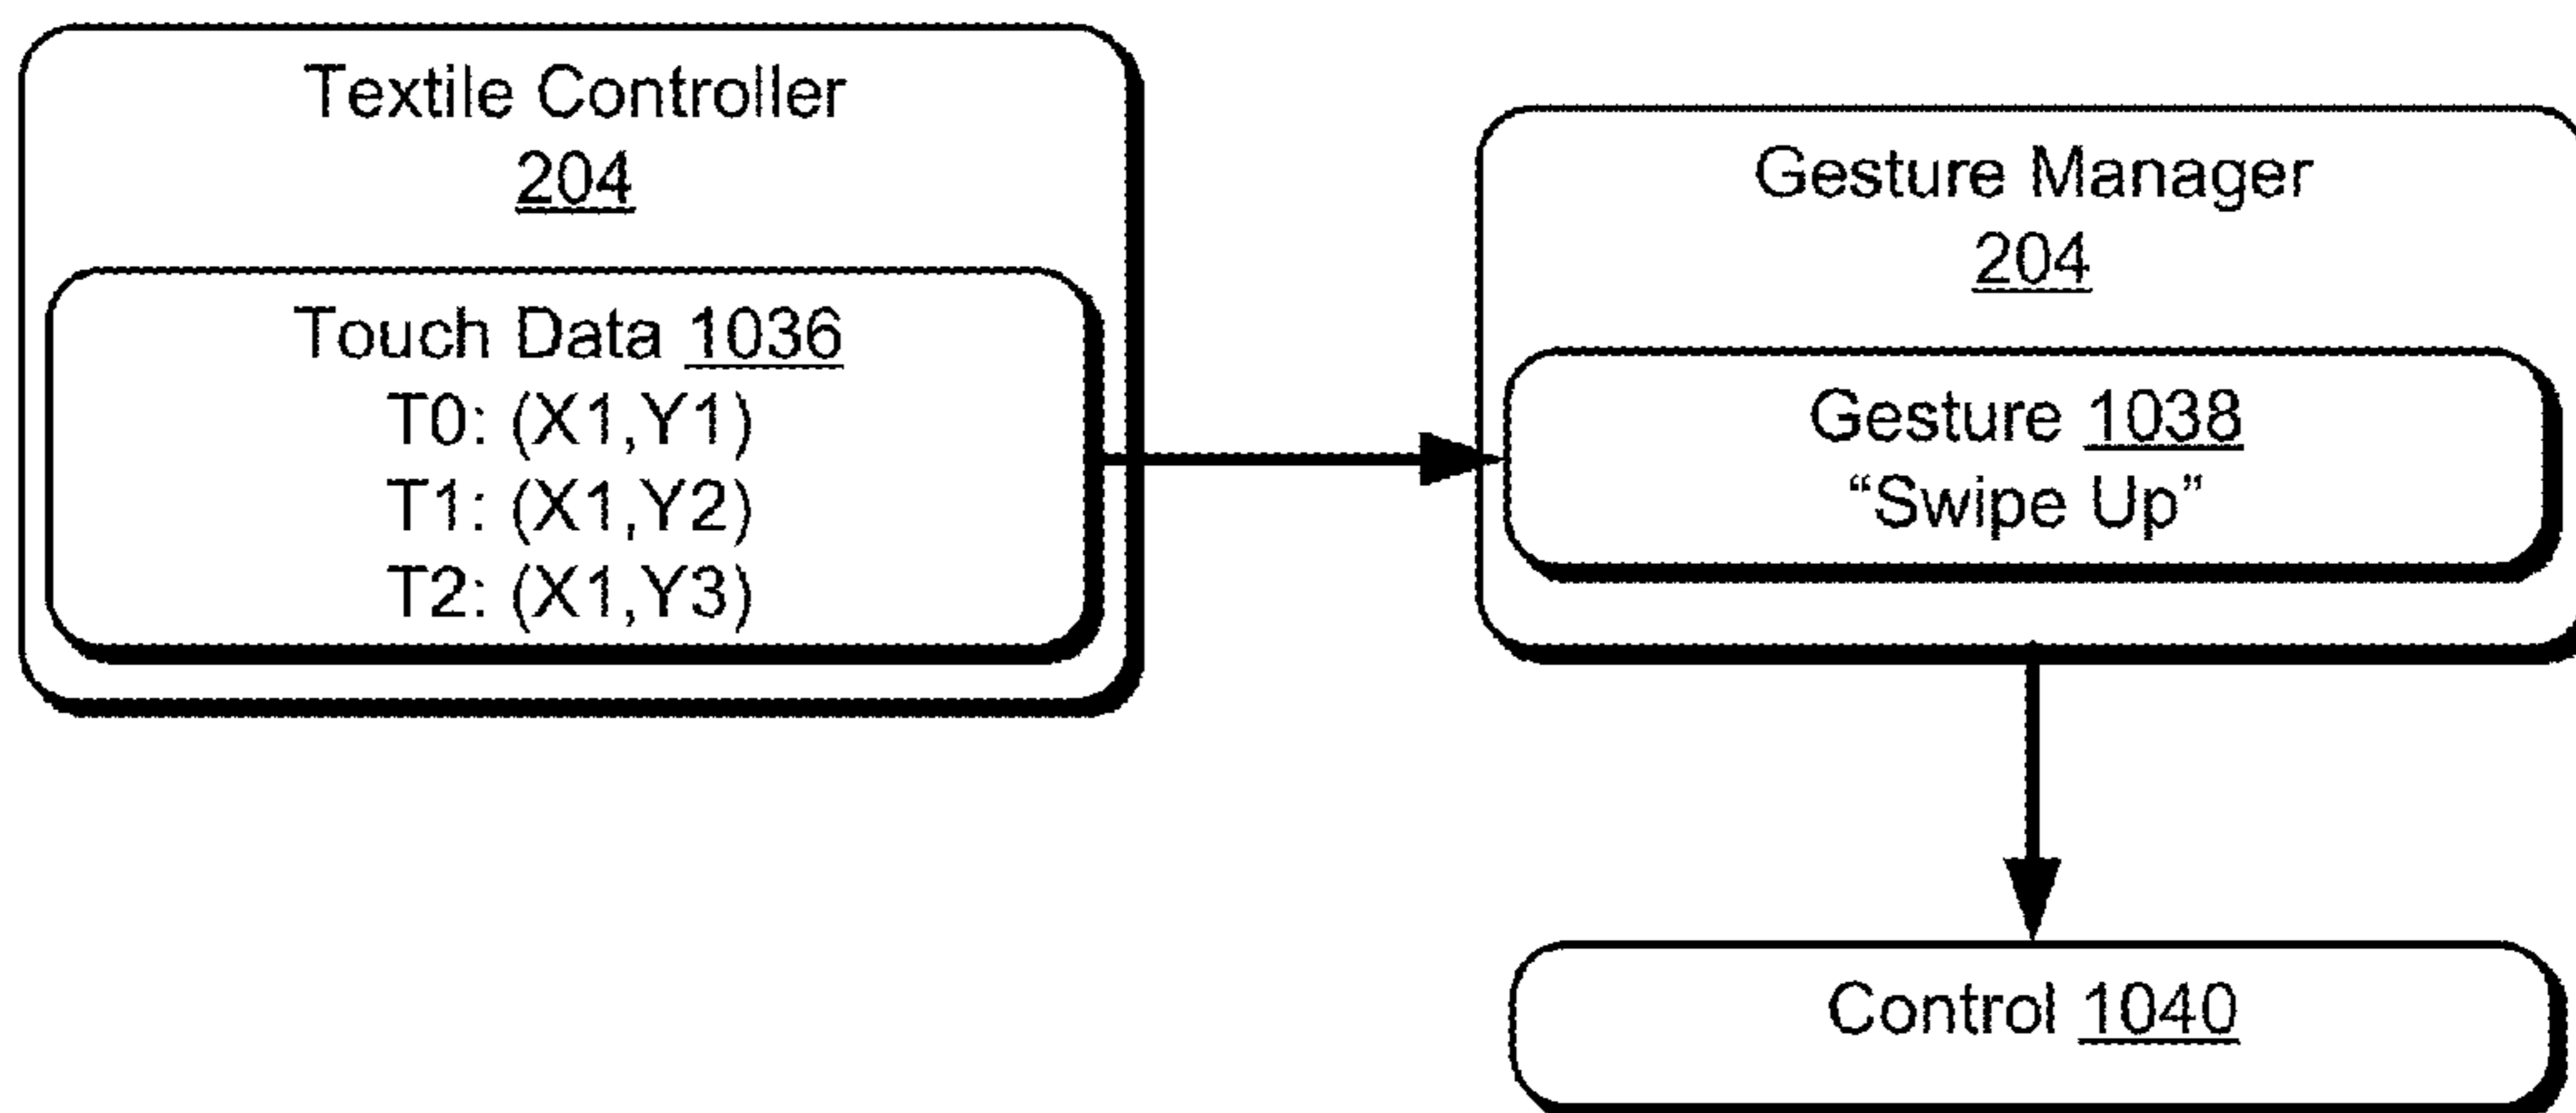 Textile Controller
204
Touch Data 1036
T0: (X1,Y1)
T1: (X1,Y2)
T2: (X1,Y3)
Gesture Manager
204
Gesture 1038
“Swipe Up”
Control 1040